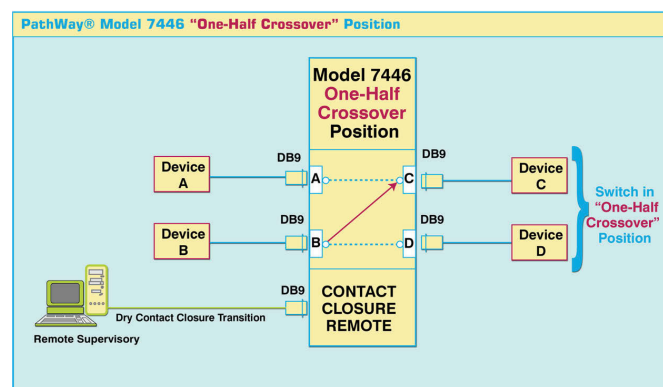 PathWay® Model 7446 "One-Half Crossover" Position
Model 7446
One-Half
Crossover
Position
DB9
DB9
Device
A
A
C
Device
C
DB9
DB9
Device
B
B
D
Device
D
Switch in
"One-Half
Crossover"
Position
DB9
CONTACT
CLOSURE
REMOTE
Dry Contact Closure Transition
Remote Supervisory